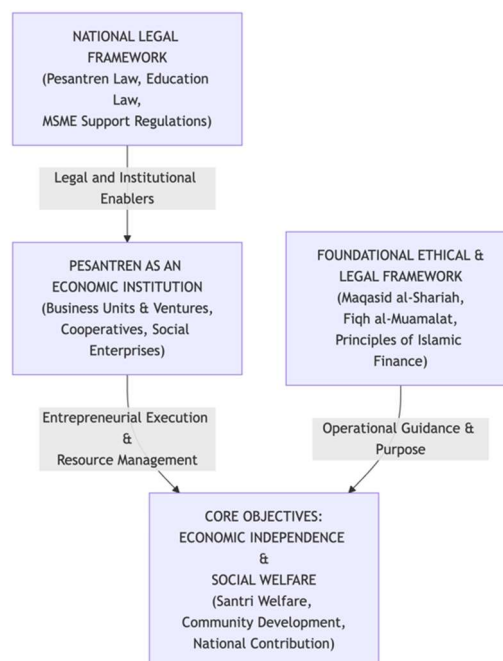 NATIONAL LEGAL
FRAMEWORK
(Pesantren Law, Education
Law,
MSME Support Regulations)
Legal and Institutional
Enablers
PESANTREN AS AN
ECONOMIC INSTITUTION
(Business Units & Ventures,
Cooperatives, Social
Enterprises)
FOUNDATIONAL ETHICAL &
LEGAL FRAMEWORK
(Maqasid al-Shariah,
Fiqh al-Muamalat,
Principles of Islamic
Finance)
Entrepreneurial Execution
&
Resource Management
Operational Guidance &
Purpose
CORE OBJECTIVES:
ECONOMIC INDEPENDENCE
&
SOCIAL WELFARE
(Santri Welfare,
Community Development,
National Contribution)